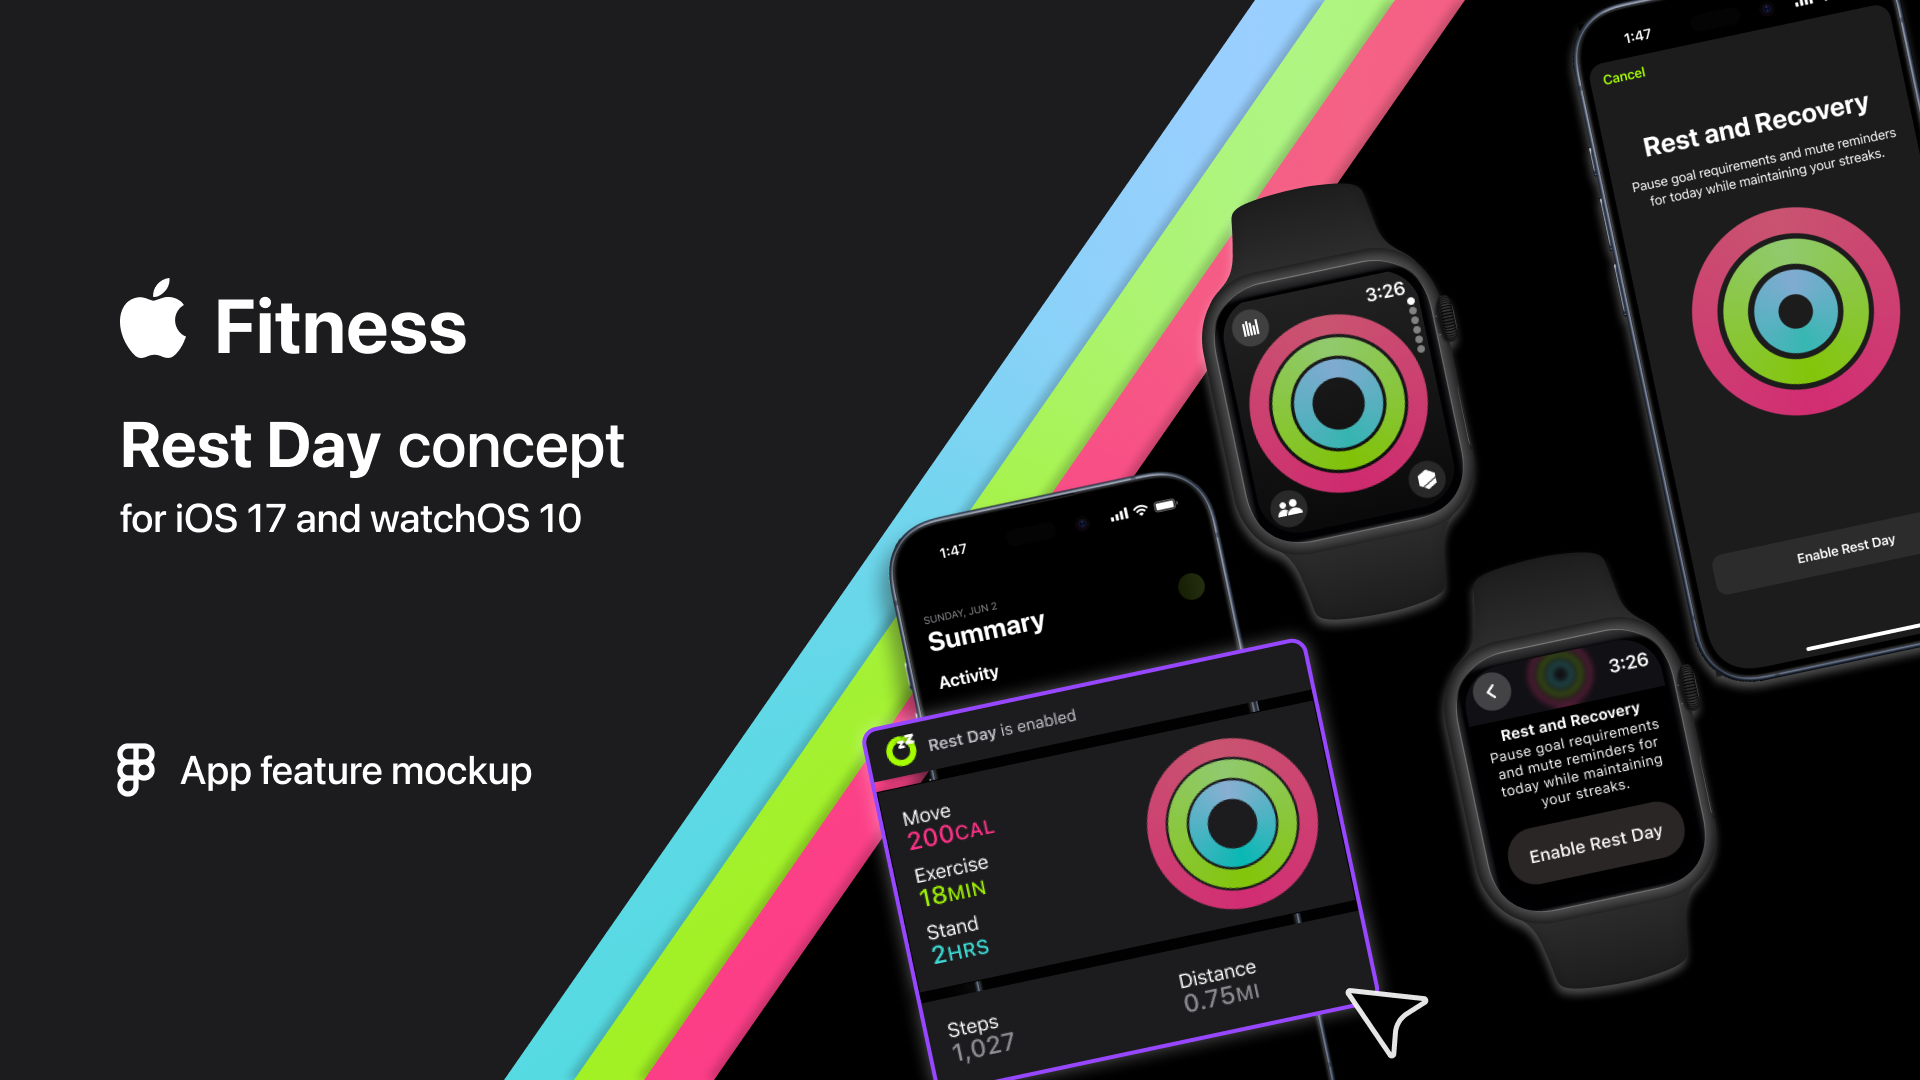 Fitness
Rest Day concept
for iOS 17 and watchOS 10
App feature mockup
1:47
SUNDAY, JUN 2
Summary
Activity
Rest Day is enabled
Move
200CAL
Exercise
18MIN
Stand
2HRS
Steps
1,027
Distance
0.75MI
3:26
1:47
Cancel
Rest and Recovery
Pause goal requirements and mute reminders
for today while maintaining your streaks.
Enable Rest Day
3:26
Rest and Recovery
Pause goal requirements
and mute reminders for
today while maintaining
your streaks.
Enable Rest Day